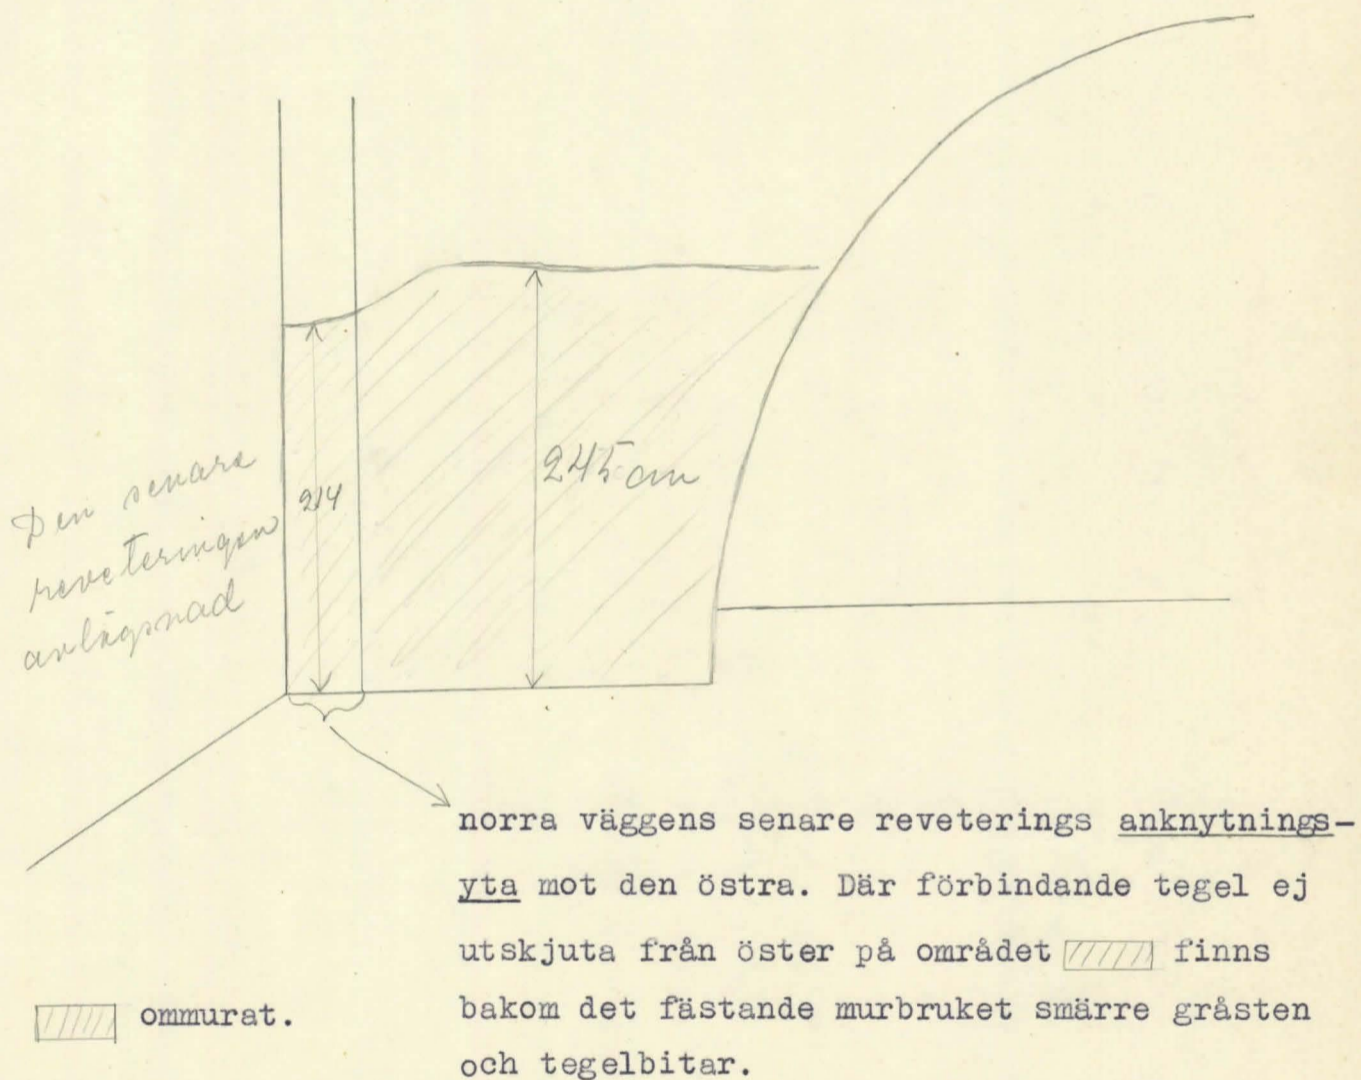 Den senare
reveteringen
avlägsnad
214
245 cm
norra väggens senare reveterings anknytnings-
yta mot den östra. Där förbindande tegel ej
utskjuta från öster på området finns
bakom det fästande murbruket smärre gråsten
och tegelbitar.
ommurat.